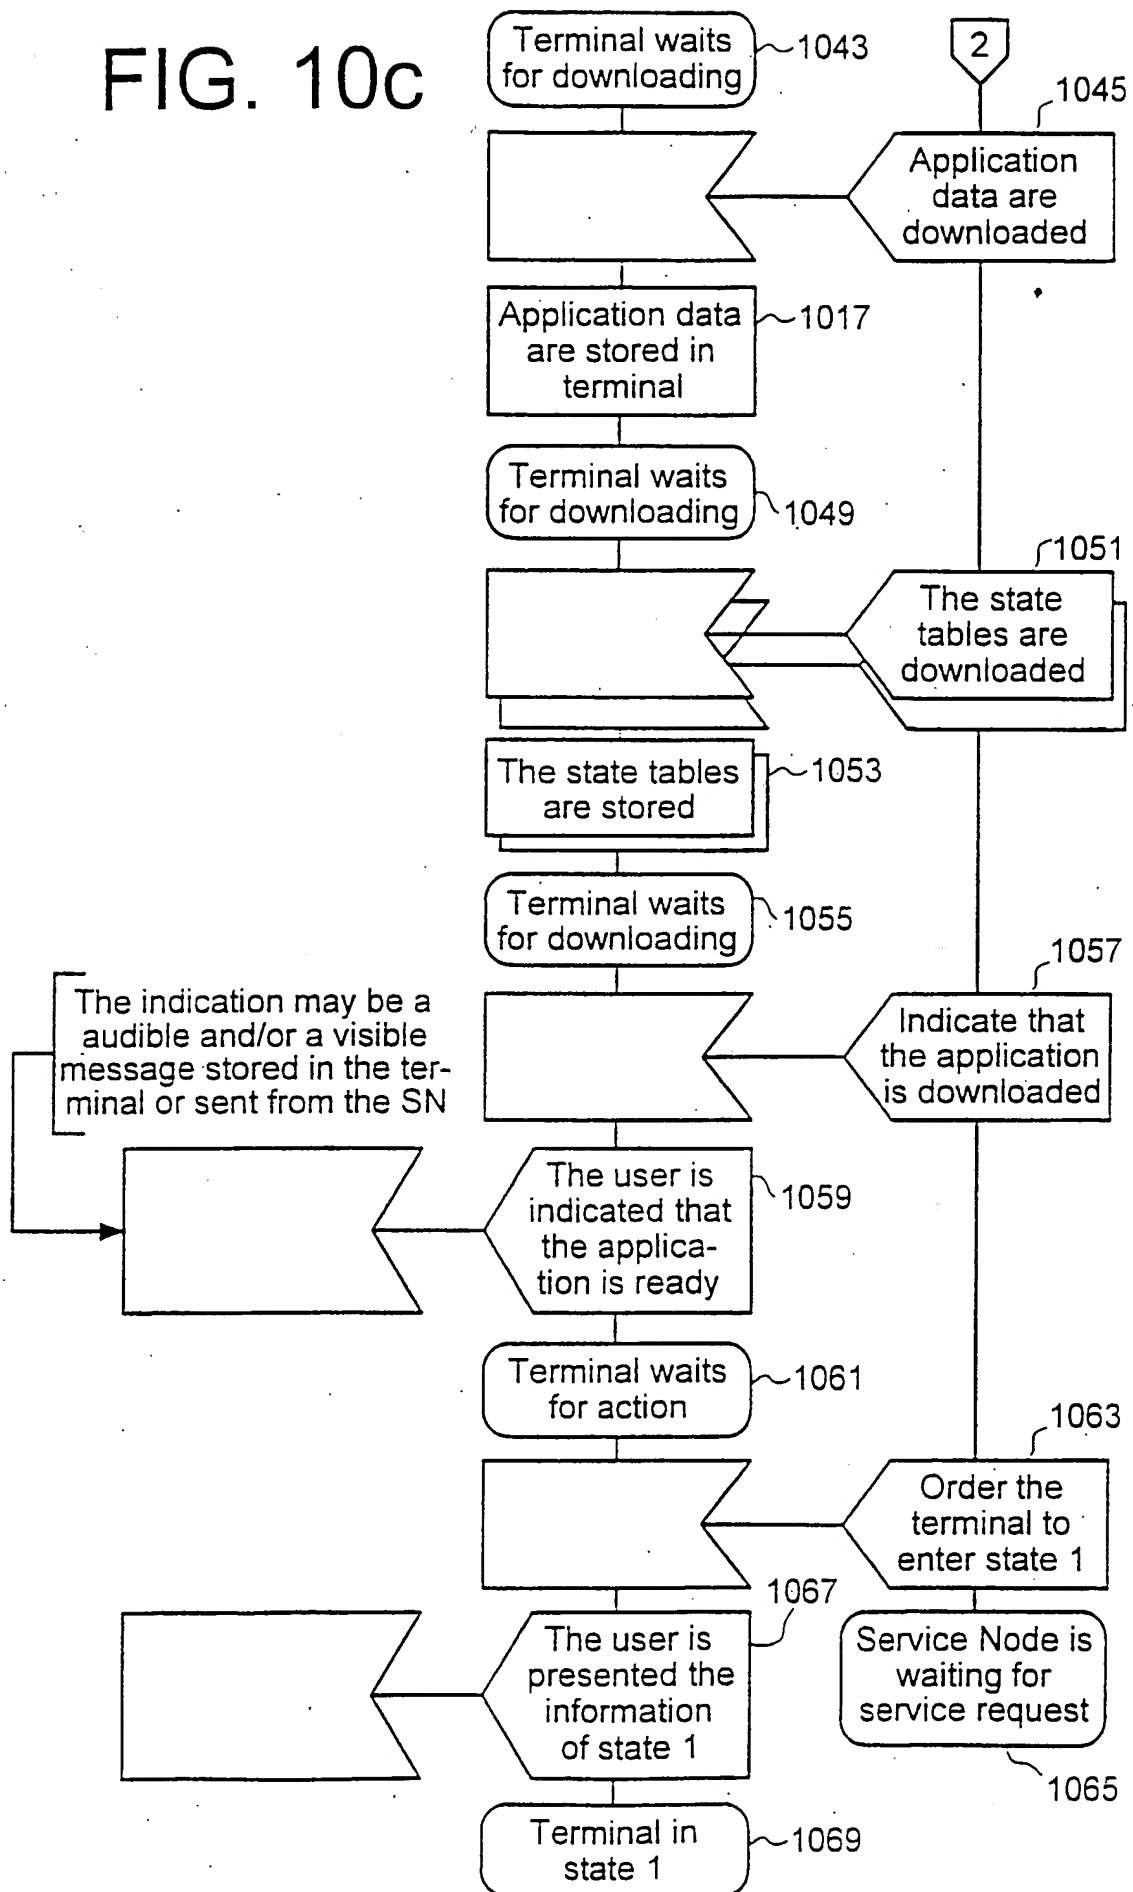 FIG. 10c
Terminal waits
for downloading
1043
2
1045
Application
data are
downloaded
Application data
are stored in
terminal
1017
Terminal waits
for downloading
1049
1051
The state
tables are
downloaded
The state tables
are stored
1053
Terminal waits
for downloading
1055
1057
Indicate that
the application
is downloaded
The indication may be a
audible and/or a visible
message stored in the ter-
minal or sent from the SN
The user is
indicated that
the applica-
tion is ready
1059
Terminal waits
for action
1061
1063
Order the
terminal to
enter state 1
1067
The user is
presented the
information
of state 1
Service Node is
waiting for
service request
1065
Terminal in
state 1
1069